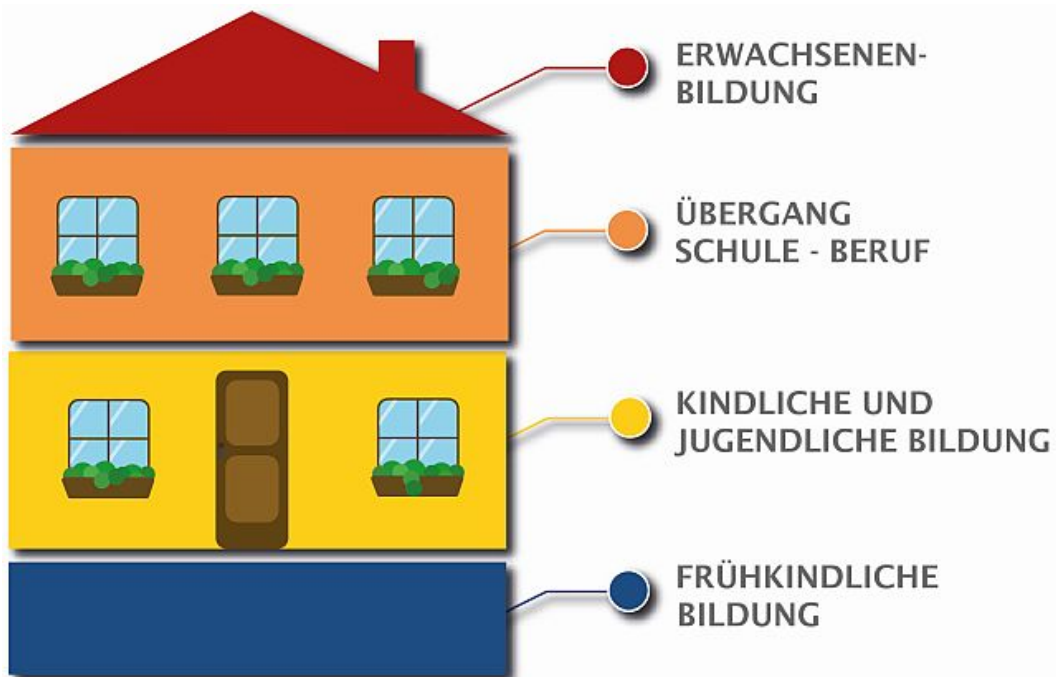 ERWACHSENEN-
BILDUNG
ÜBERGANG
SCHULE - BERUF
KINDLICHE UND
JUGENDLICHE BILDUNG
FRÜHKINDLICHE
BILDUNG